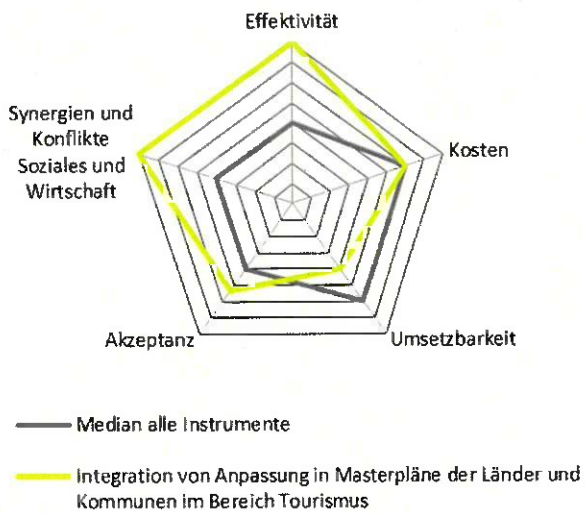 Effektivität
Synergien und
Konflikte
Soziales und
Wirtschaft
Kosten
Akzeptanz
Umsetzbarkeit
Median alle Instrumente
Integration von Anpassung in Masterpläne der Länder und
Kommunen im Bereich Tourismus